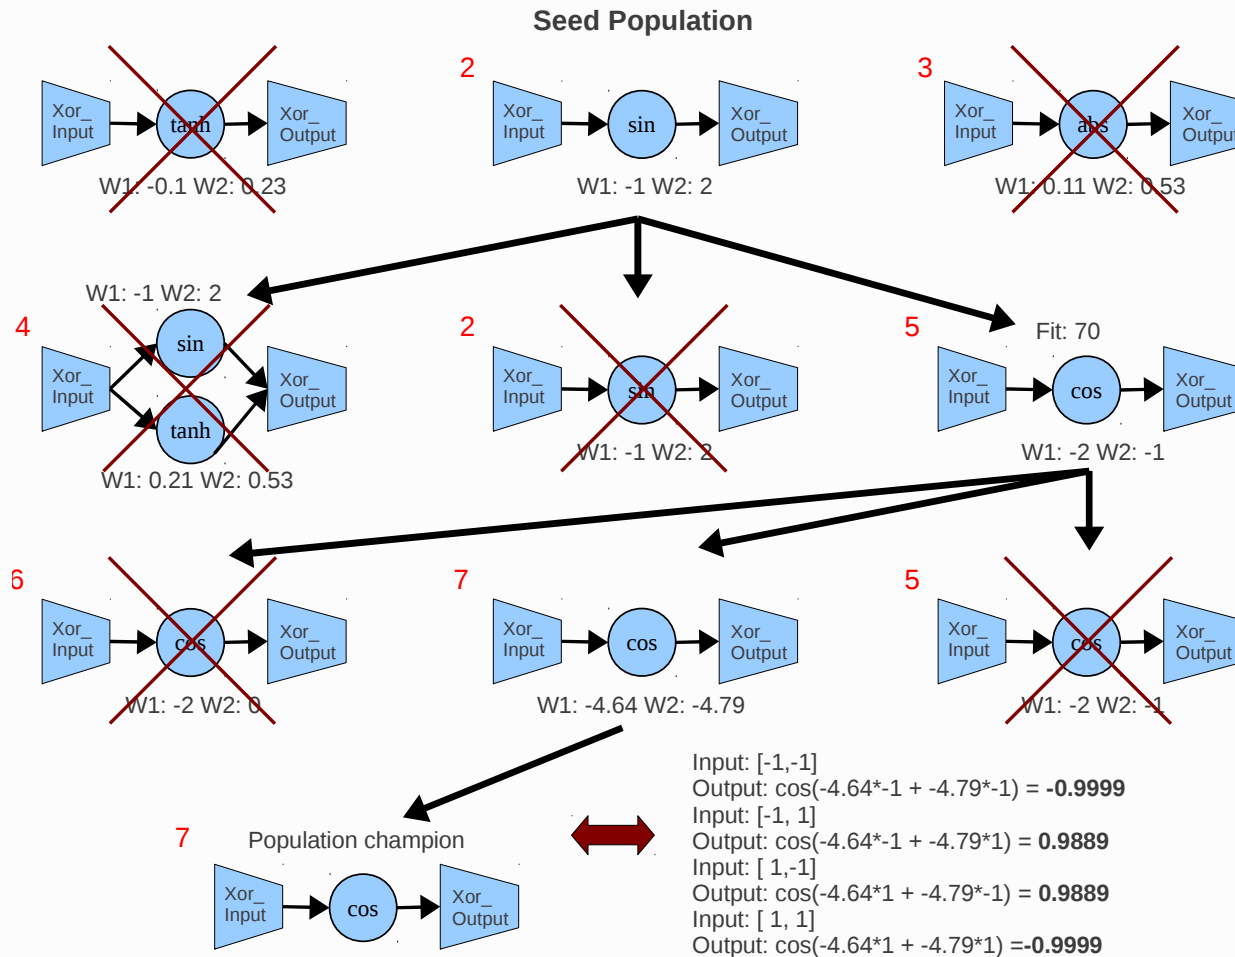 Seed Population
2
3
Xor_
Input
tanh
Xor_
Output
W1: -0.1 W2: 0.23
Xor_
Input
sin
Xor_
Output
W1: -1 W2: 2
Xor_
Input
abs
Xor_
Output
W1: 0.11 W2: 0.53
4
W1: -1 W2: 2
Xor_
Input
sin
tanh
Xor_
Output
W1: 0.21 W2: 0.53
2
Xor_
Input
sin
Xor_
Output
W1: -1 W2: 2
5
Fit: 70
Xor_
Input
cos
Xor_
Output
W1: -2 W2: -1
6
Xor_
Input
cos
Xor_
Output
W1: -2 W2: 0
7
Xor_
Input
cos
Xor_
Output
W1: -4.64 W2: -4.79
5
Xor_
Input
cos
Xor_
Output
W1: -2 W2: -1
7
Population champion
Xor_
Input
cos
Xor_
Output
Input: [-1,-1]
Output: cos(-4.64*-1 + -4.79*-1) = -0.9999
Input: [-1, 1]
Output: cos(-4.64*-1 + -4.79*1) = 0.9889
Input: [ 1,-1]
Output: cos(-4.64*1 + -4.79*-1) = 0.9889
Input: [ 1, 1]
Output: cos(-4.64*1 + -4.79*1) =-0.9999